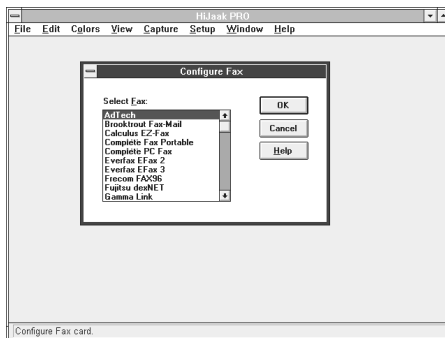 HiJaak PRO
File Edit Colors View Capture Setup Window Help
Configure Fax
Select Fax:
AdTech
Brooktrout Fax-Mail
Calculus EZ-Fax
Complete Fax Portable
Complete PC Fax
Everfax EFax 2
Everfax EFax 3
Frecom FAX96
Fujitsu dexNET
Gamma Link
OK
Cancel
Help
Configure Fax card.